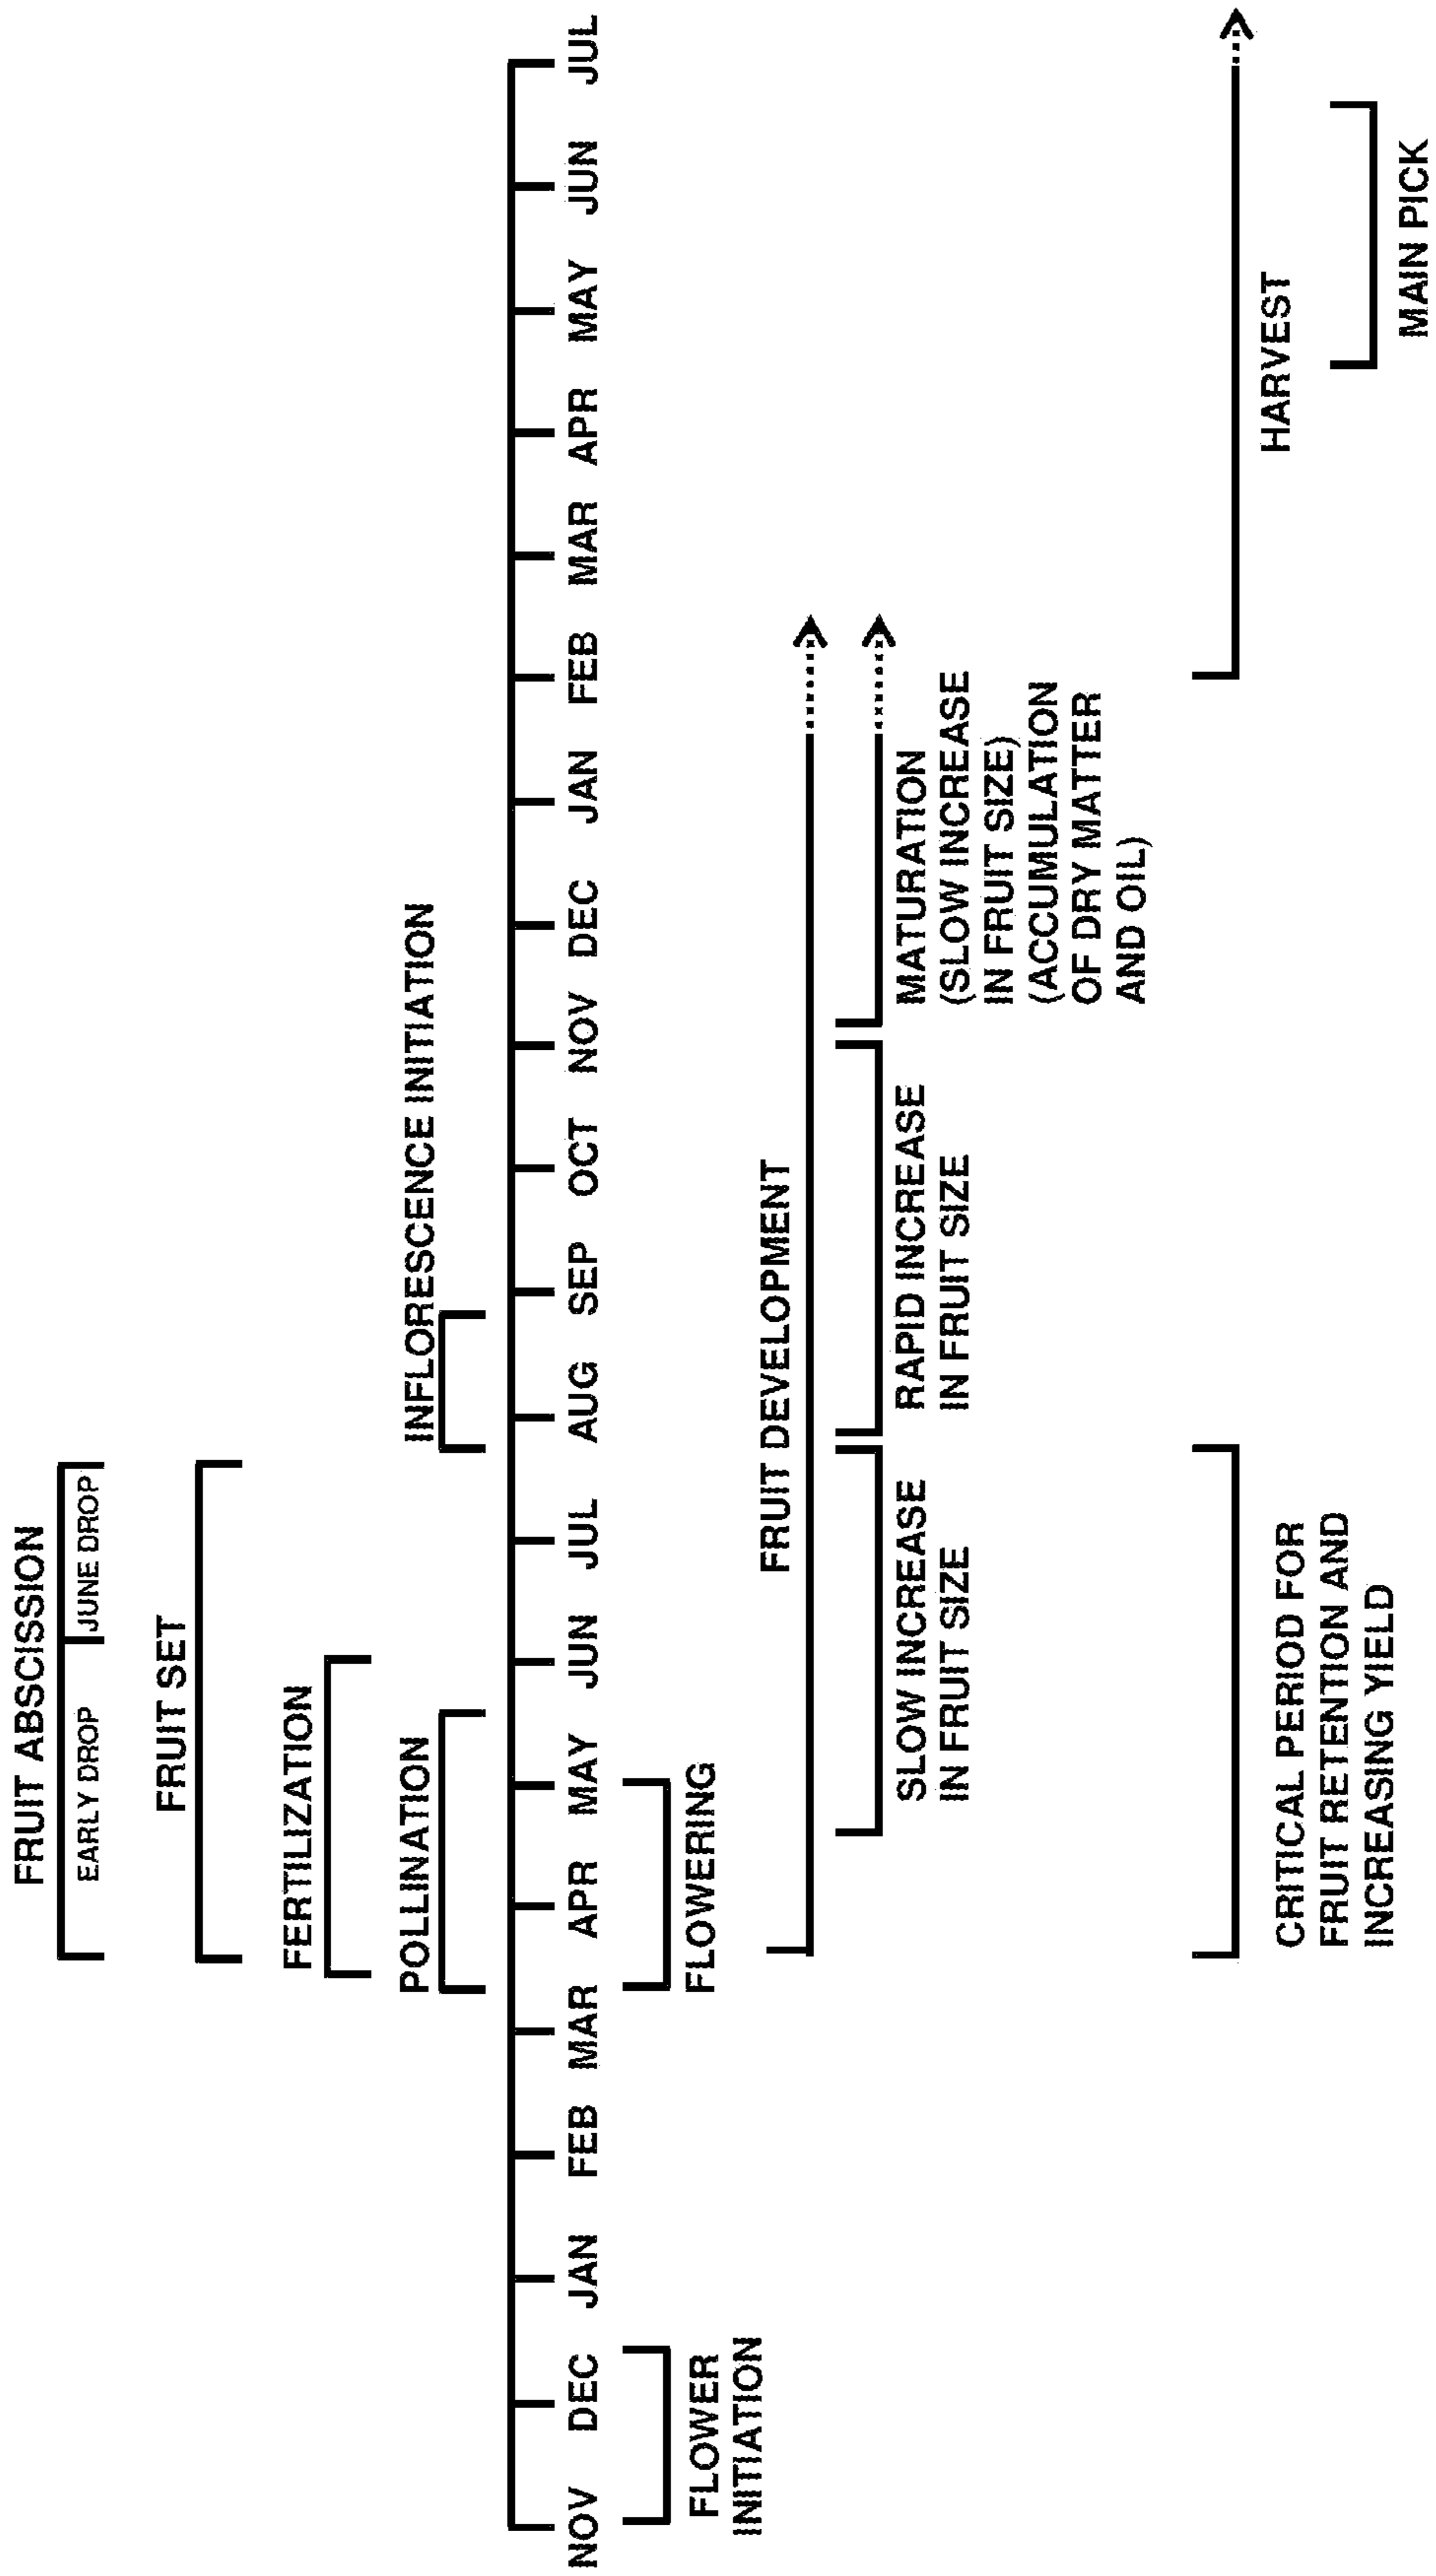 FRUIT ABSCISSION
EARLY DROP
JUNE DROP
FRUIT SET
FERTILIZATION
POLLINATION
INFLORESCENCE INITIATION
NOV DEC JAN FEB MAR APR MAY JUN JUL AUG SEP OCT NOV DEC JAN FEB MAR APR MAY JUN JUL
FLOWER
INITIATION
FLOWERING
FRUIT DEVELOPMENT
SLOW INCREASE
IN FRUIT SIZE
RAPID INCREASE
IN FRUIT SIZE
MATURATION
(SLOW INCREASE
IN FRUIT SIZE)
(ACCUMULATION
OF DRY MATTER
AND OIL)
CRITICAL PERIOD FOR
FRUIT RETENTION AND
INCREASING YIELD
HARVEST
MAIN PICK